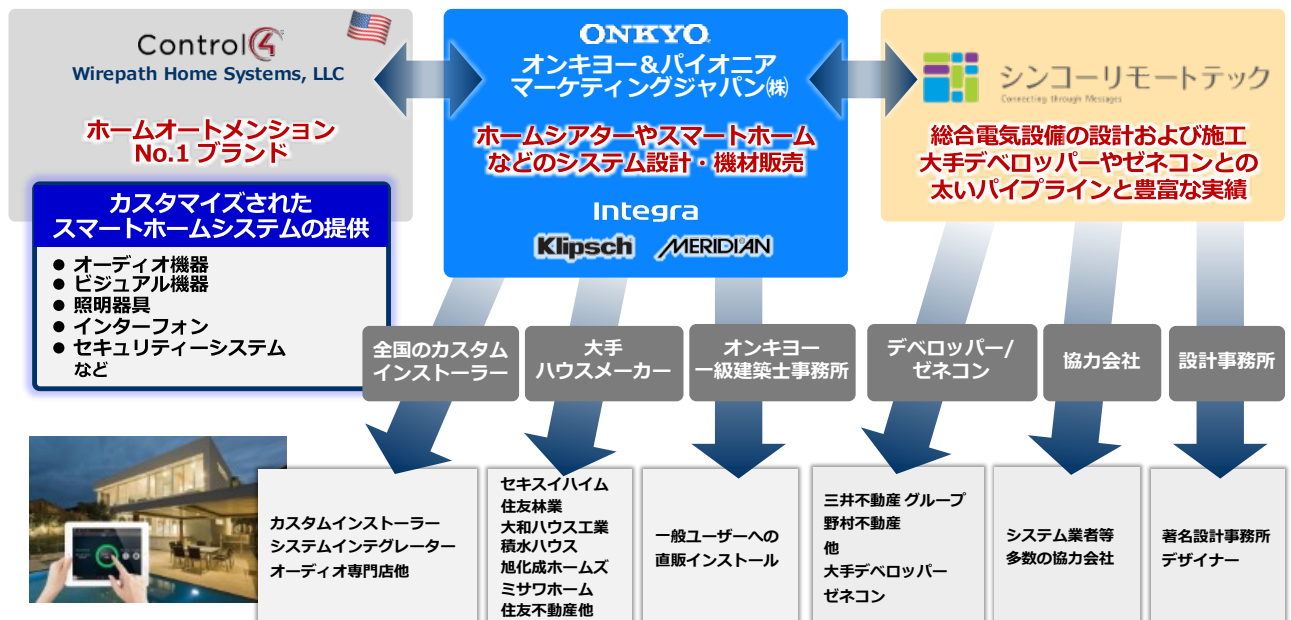 Control4
Wirepath Home Systems, LLC
ホームオートメンション
No.1 ブランド
カスタマイズされた
スマートホームシステムの提供
● オーディオ機器
● ビジュアル機器
● 照明器具
● インターフォン
● セキュリティーシステム
など
ONKYO
オンキヨー＆パイオニア
マーケティングジャパン㈱
ホームシアターやスマートホーム
などのシステム設計・機材販売
Integra
Klipsch MERIDIAN
シンコーリモートテック
Connecting through Messages
総合電気設備の設計および施工
大手デベロッパーやゼネコンとの
太いパイプラインと豊富な実績
全国のカスタム
インストーラー
大手
ハウスメーカー
オンキヨー
一級建築士事務所
デベロッパー/
ゼネコン
協力会社
設計事務所
カスタムインストーラー
システムインテグレーター
オーディオ専門店他
セキスイハイム
住友林業
大和ハウス工業
積水ハウス
旭化成ホームズ
ミサワホーム
住友不動産他
一般ユーザーへの
直販インストール
三井不動産 グループ
野村不動産
他
大手デベロッパー
ゼネコン
システム業者等
多数の協力会社
著名設計事務所
デザイナー